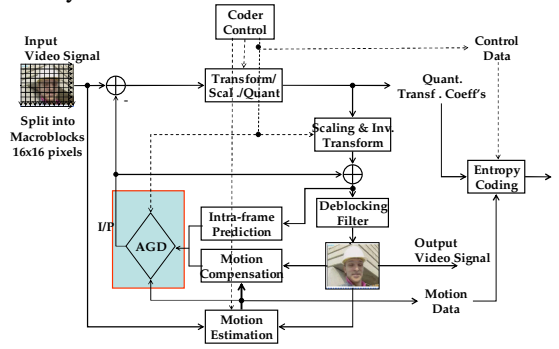 Coder
Control
Input
Video Signal
Control
Data
Transform/
Scal ./Quant
Quant.
Transf . Coeff's
-
Split into
Macroblocks
16x16 pixels
Scaling & Inv.
Transform
Entropy
Coding
Deblocking
Filter
Intra-frame
Prediction
I/P
AGD
Output
Video Signal
Motion
Compensation
Motion
Data
Motion
Estimation